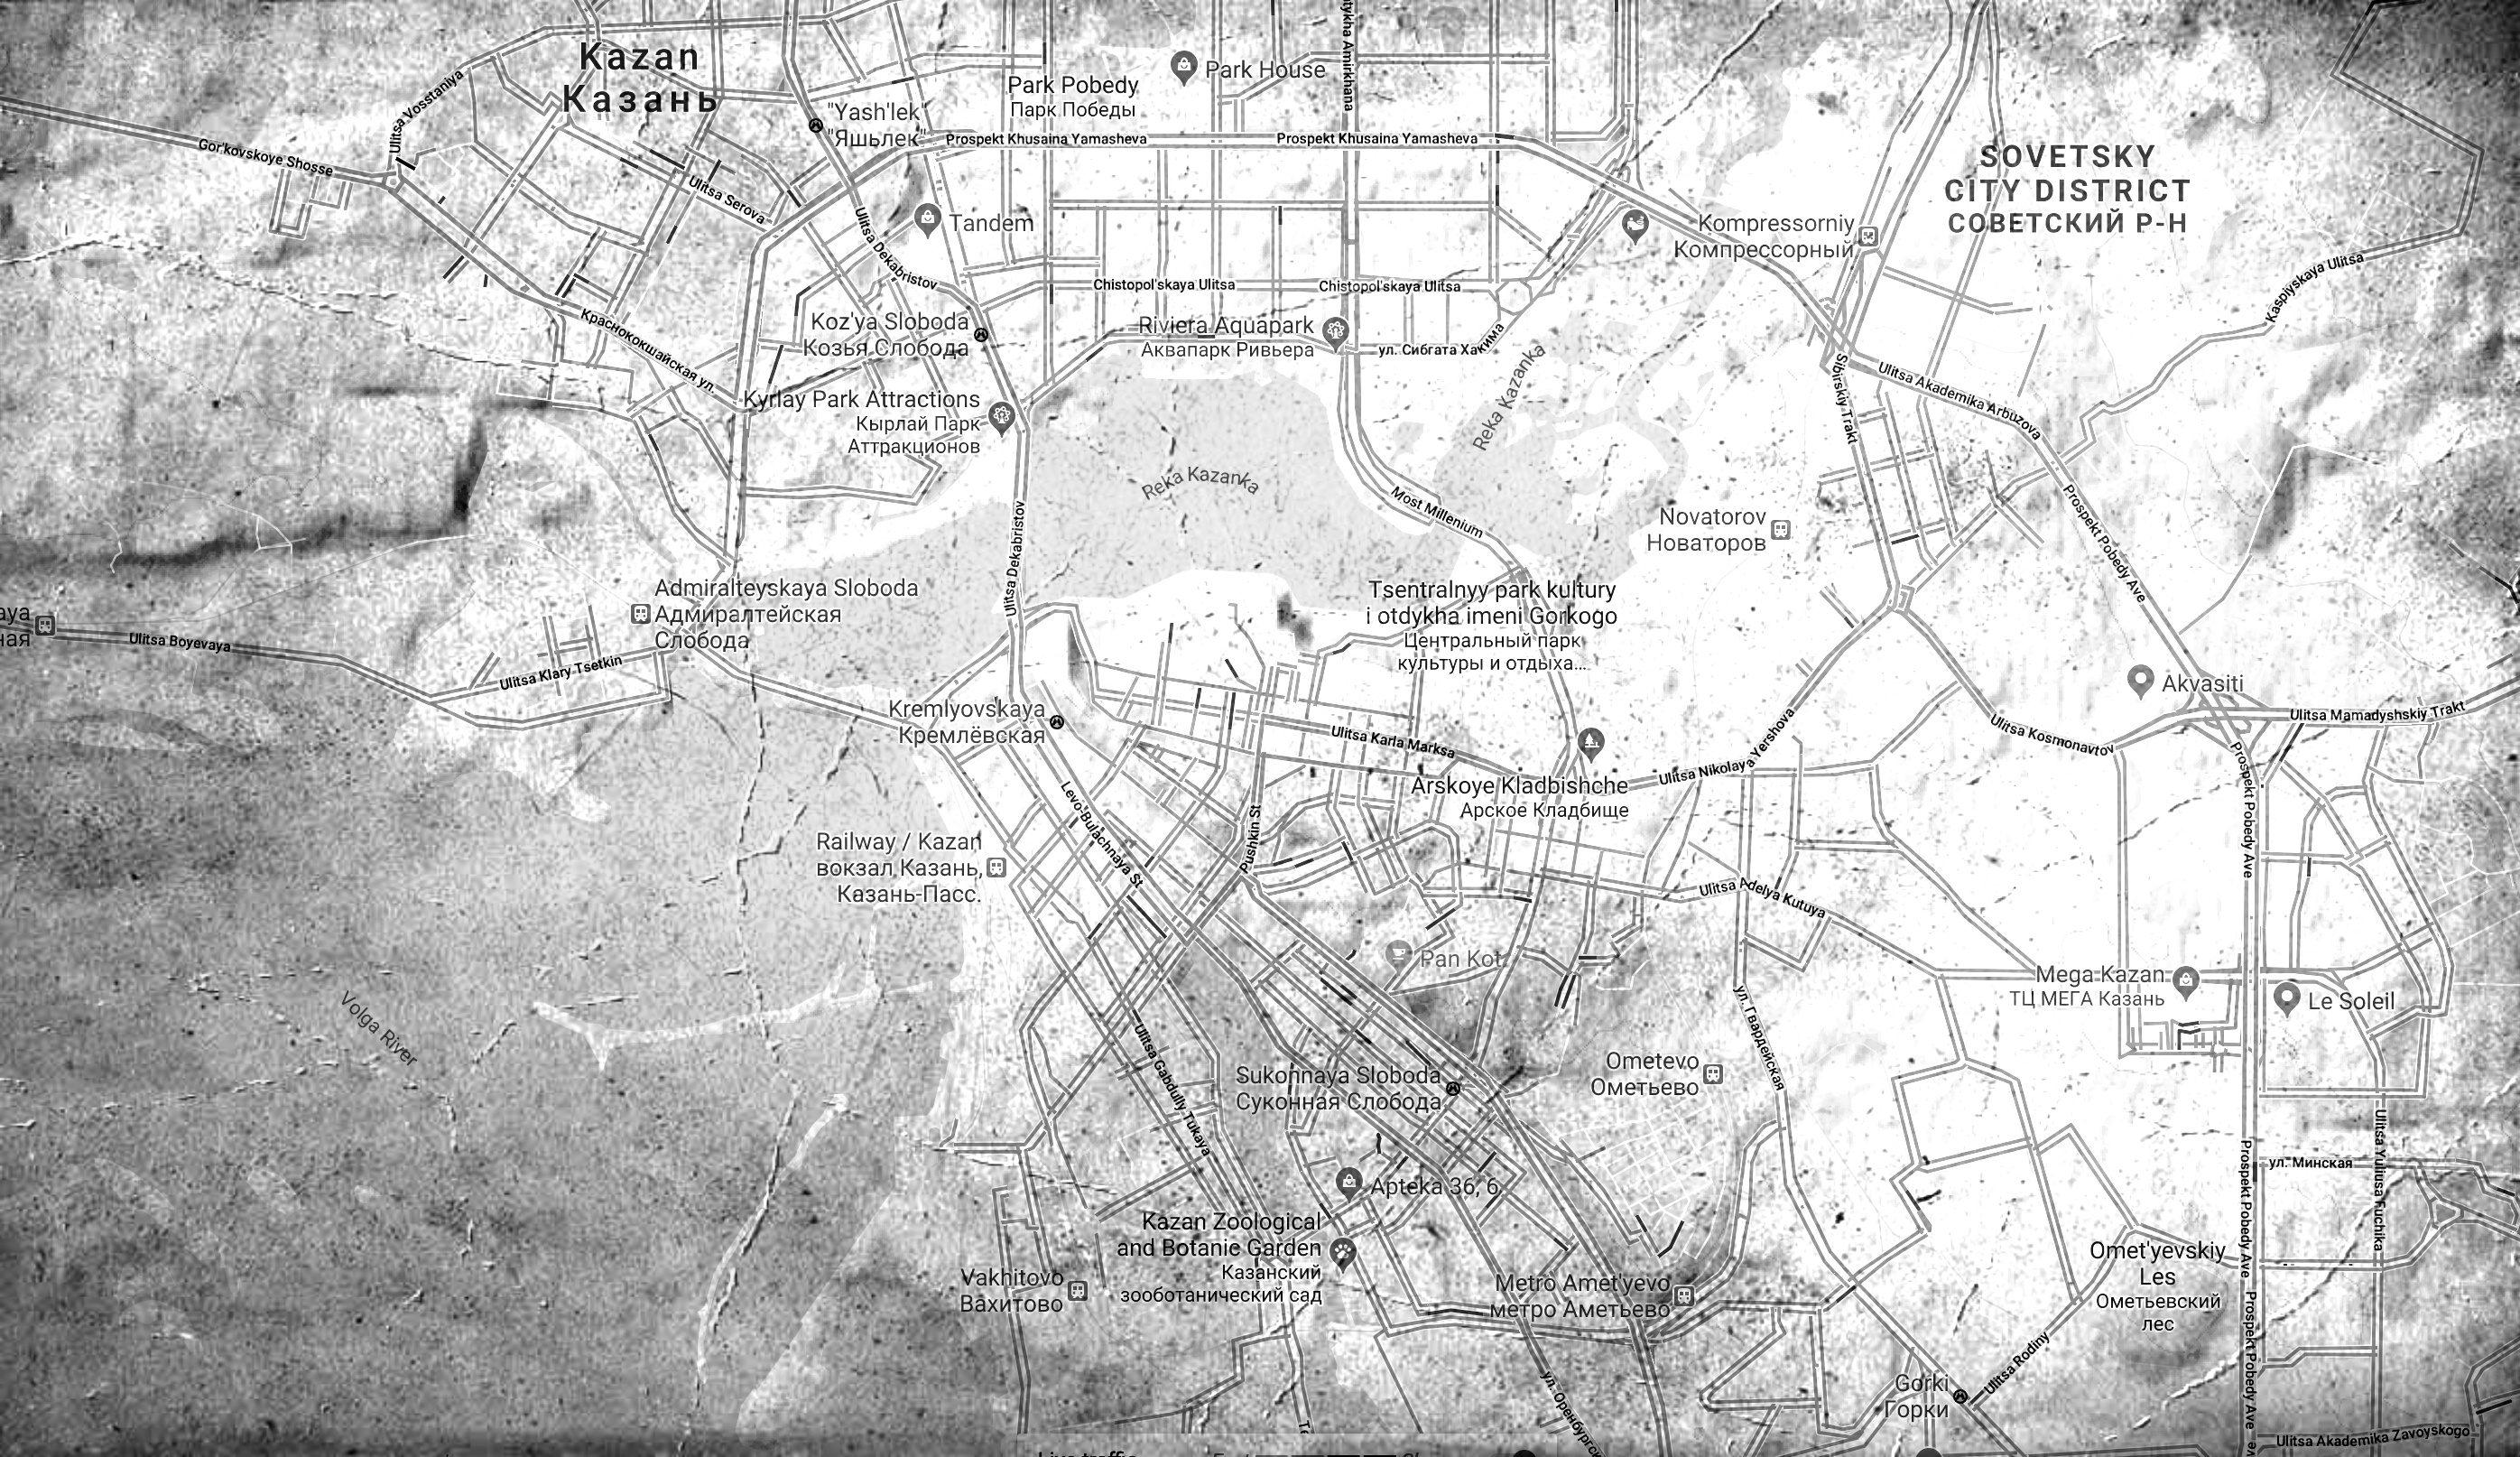 Kazan
Казань
Ulitsa Vosstaniya
Gor'kovskoye Shosse
"Yash'lek"
"Яшьлек"
Park Pobedy
Парк Победы
Park House
Prospekt Khusaina Yamasheva
Prospekt Khusaina Yamasheva
SOVETSKY
CITY DISTRICT
СОВЕТСКИЙ Р-Н
Ulitsa Serova
Ulitsa Dekabristov
Tandem
Kompressorniy
Компрессорный
Chistopol'skaya Ulitsa
Chistopol'skaya Ulitsa
Kaspiyskaya Ulitsa
Краснококшайская ул.
Koz'ya Sloboda
Козья Слобода
Riviera Aquapark
Аквапарк Ривьера
ул. Сибгата Хакима
Reka Kazanka
Sibirskiy Trakt
Ulitsa Akademika Arbuzova
Kyrlay Park Attractions
Кырлай Парк
Аттракционов
Reka Kazanka
Most Millenium
Novatorov
Новаторов
Prospekt Pobedy Ave
Ulitsa Dekabristov
Admiralteyskaya Sloboda
Адмиралтейская
Слобода
Tsentralnyy park kultury
i otdykha imeni Gorkogo
Центральный парк
культуры и отдыха...
Ulitsa Boyevaya
Ulitsa Klary Tsetkin
Akvasiti
Ulitsa Mamadyshskiy Trakt
Kremlyovskaya
Кремлёвская
Ulitsa Karla Marksa
Ulitsa Kosmonavtov
Ulitsa Nikolaya Yershova
Arskoye Kladbishche
Арское Кладбище
Prospekt Pobedy Ave
Levo-Bulachnaya St
Pushkin St
Railway / Kazan
вокзал Казань,
Казань-Пасс.
Ulitsa Adelya Kutuya
Pan Kot
Mega Kazan
ТЦ МЕГА Казань
Le Soleil
Volga River
ул. Гвардейская
Ulitsa Gabdully Tukaya
Sukonnaya Sloboda
Суконная Слобода
Ometevo
Ометьево
Ulitsa Yuliusa Fuchika
ул. Минская
Prospekt Pobedy Ave
Apteka 36, 6
Kazan Zoological
and Botanic Garden
Казанский
зооботанический сад
Vakhitovo
Вахитово
Metro Amet'yevo
метро Аметьево
Omet'yevskiy
Les
Ометьевский
лес
Prospekt Pobedy Ave
Ulitsa Rodiny
Gorki
Горки
Ulitsa Akademika Zavoyskogo